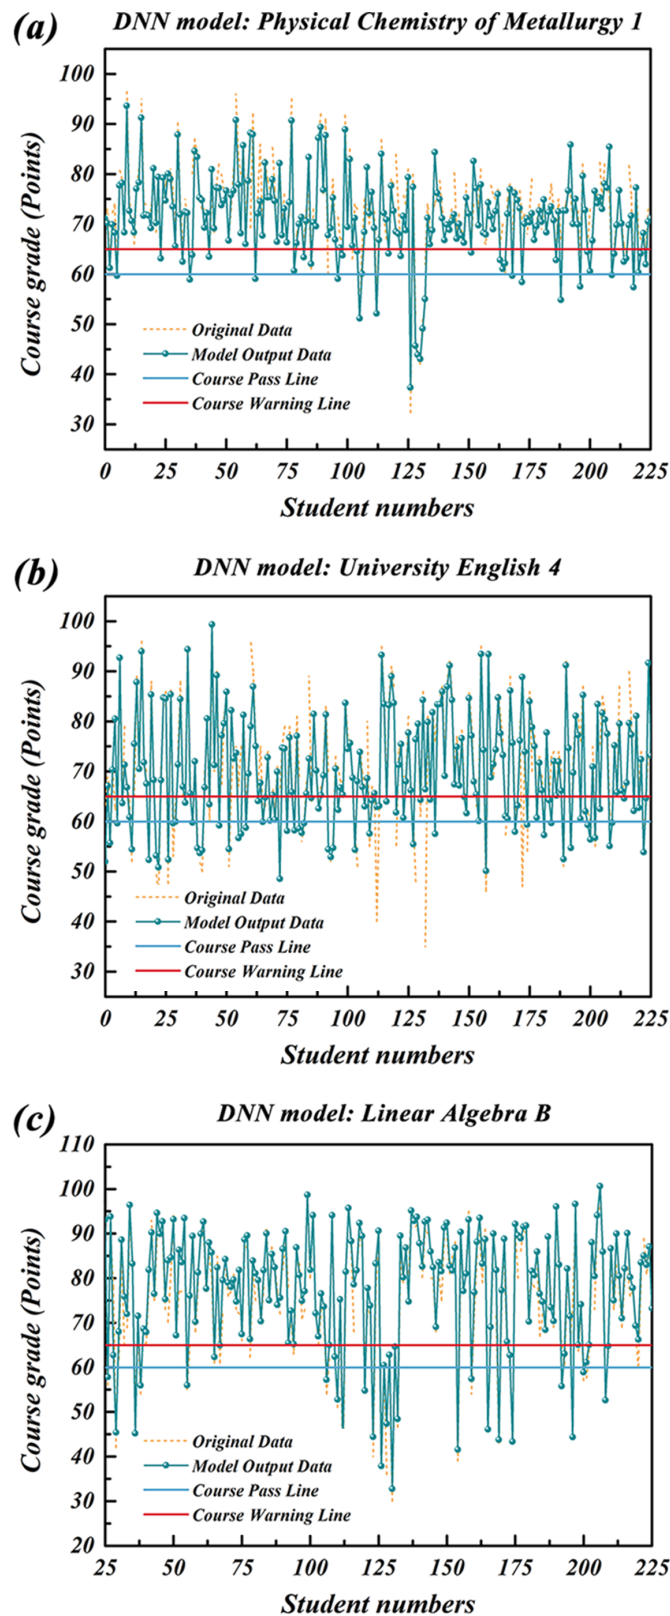 (a) DNN model: Physical Chemistry of Metallurgy 1
100
90
80
70
60
50
40
30
Course grade (Points)
Original Data
Model Output Data
Course Pass Line
Course Warning Line
0 25 50 75 100 125 150 175 200 225
Student numbers
(b) DNN model: University English 4
100
90
80
70
60
50
40
30
Course grade (Points)
Original Data
Model Output Data
Course Pass Line
Course Warning Line
0 25 50 75 100 125 150 175 200 225
Student numbers
(c) DNN model: Linear Algebra B
110
100
90
80
70
60
50
40
30
20
Course grade (Points)
Original Data
Model Output Data
Course Pass Line
Course Warning Line
25 50 75 100 125 150 175 200 225
Student numbers